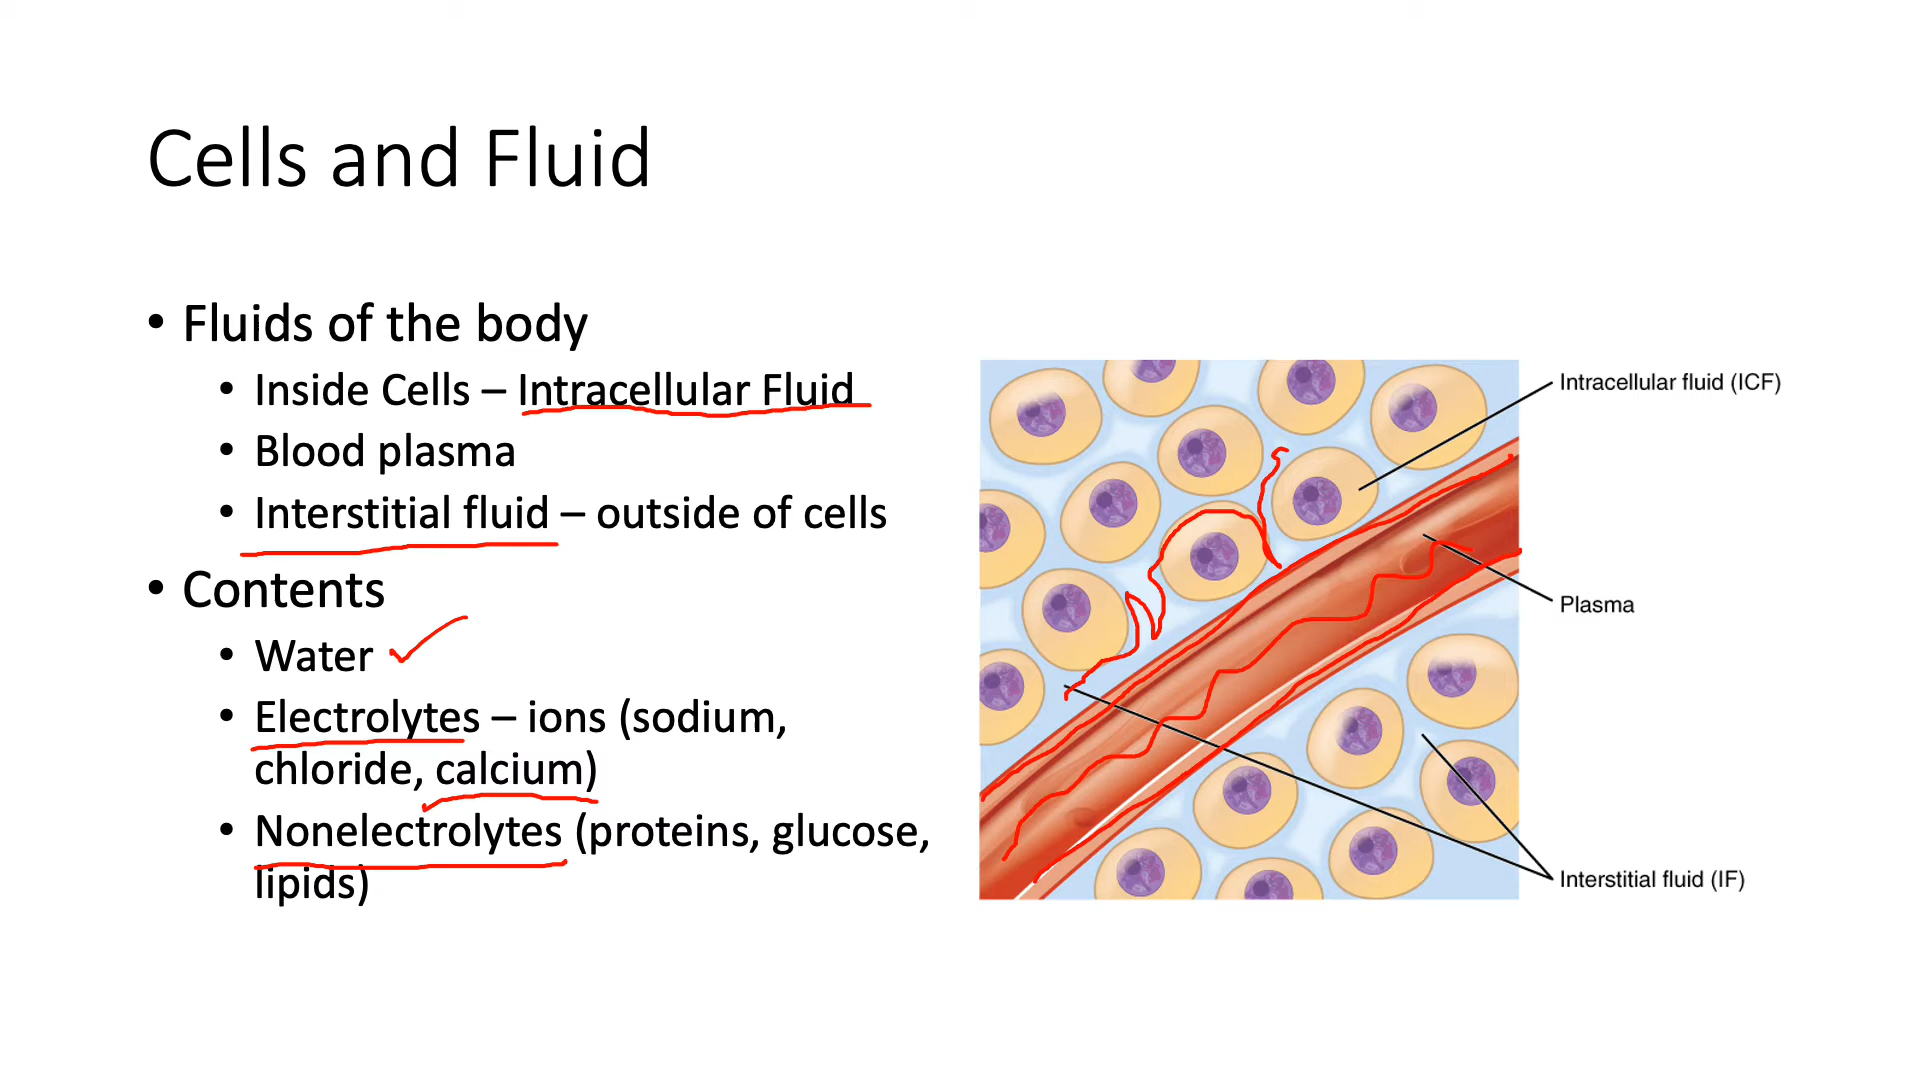 Cells and Fluid
• Fluids of the body
• Inside Cells – Intracellular Fluid
• Blood plasma
• Interstitial fluid – outside of cells
• Contents
• Water
• Electrolytes – ions (sodium,
chloride, calcium)
• Nonelectrolytes (proteins, glucose,
lipids)
Intracellular fluid (ICF)
Plasma
Interstitial fluid (IF)